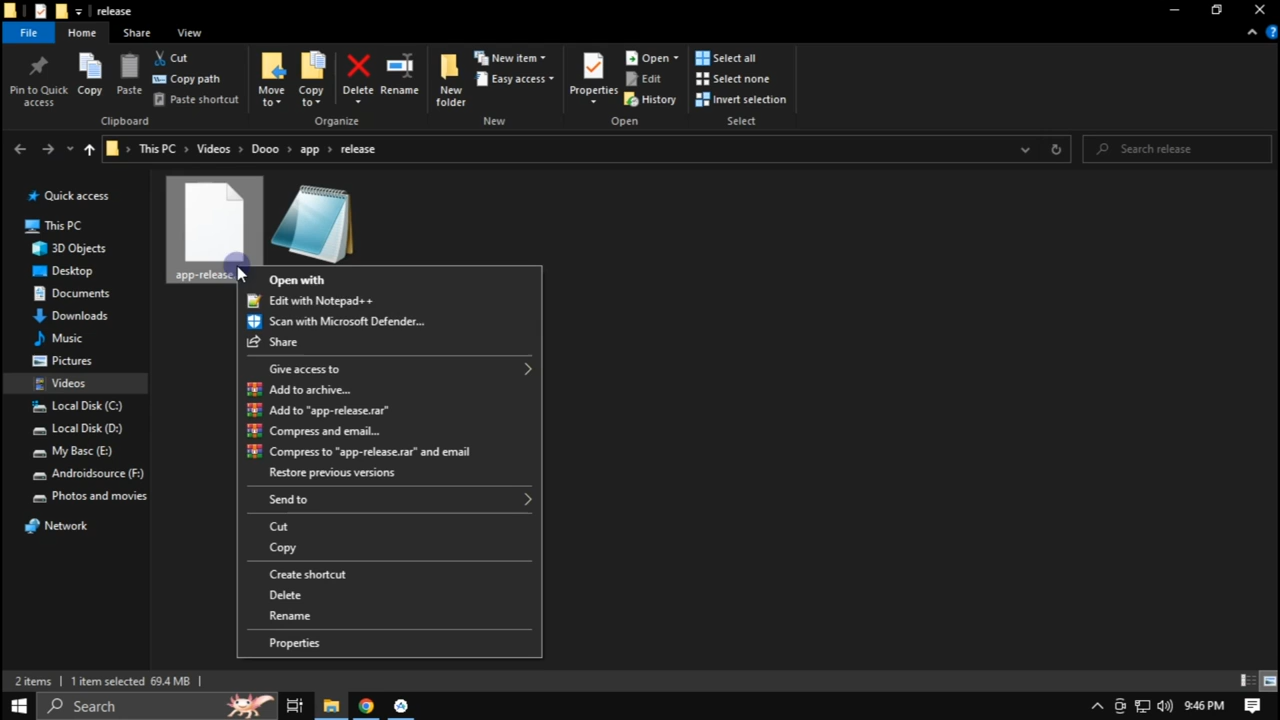 release
File Home Share View
Pin to Quick access
Copy
Paste
Cut
Copy path
Paste shortcut
Clipboard
Move to
Copy to
Delete
Rename
Organize
New folder
New item
Easy access
New
Properties
Open
Edit
History
Open
Select all
Select none
Invert selection
Select
This PC Videos Dooo app release
Search release
Quick access
This PC
3D Objects
Desktop
Documents
Downloads
Music
Pictures
Videos
Local Disk (C:)
Local Disk (D:)
My Basc (E:)
Androidsource (F:)
Photos and movies
Network
app-release.
Open with
Edit with Notepad++
Scan with Microsoft Defender...
Share
Give access to
Add to archive...
Add to "app-release.rar"
Compress and email...
Compress to "app-release.rar" and email
Restore previous versions
Send to
Cut
Copy
Create shortcut
Delete
Rename
Properties
2 items 1 item selected 69.4 MB
Search
9:46 PM